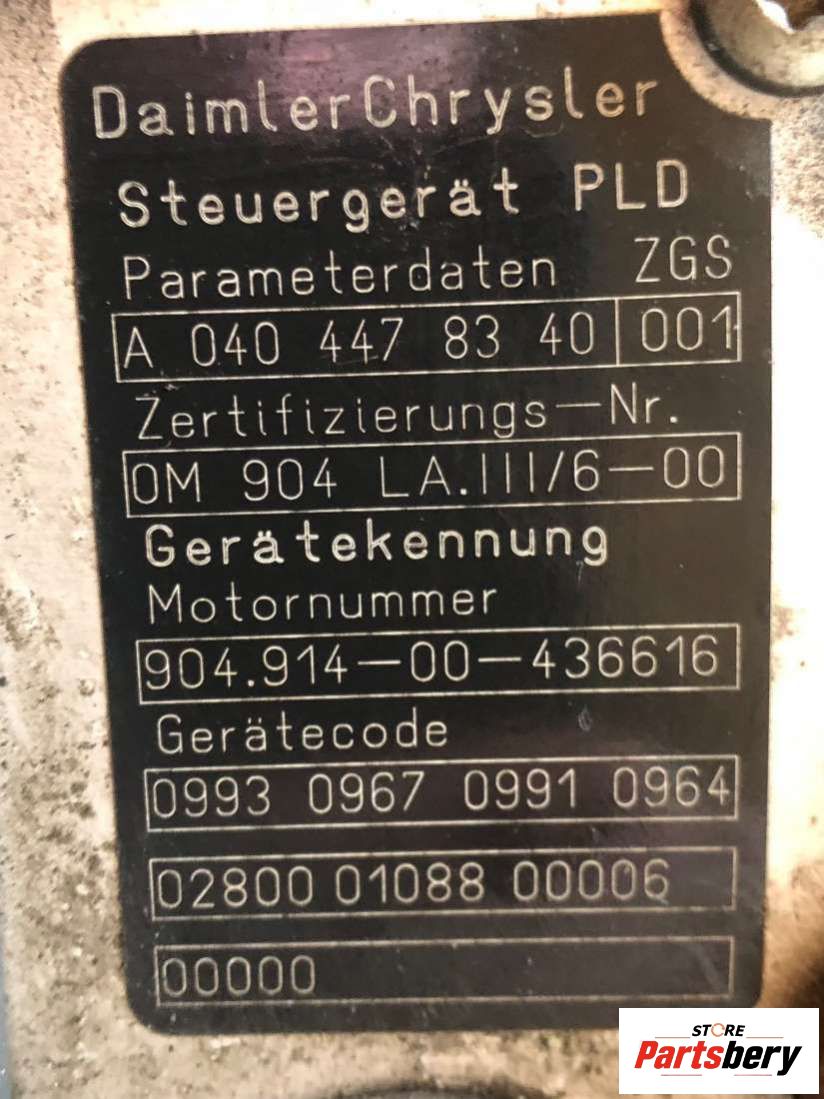 DaimlerChrysler
Steuergerät PLD
Parameterdaten ZGS
A 040 447 83 40 001
Zertifizierungs-Nr.
OM 904 LA.III/6-00
Gerätekennung
Motornummer
904.914-00-436616
Gerätecode
0993 0967 0991 0964
02800 01088 00006
00000
STORE
Partsbery